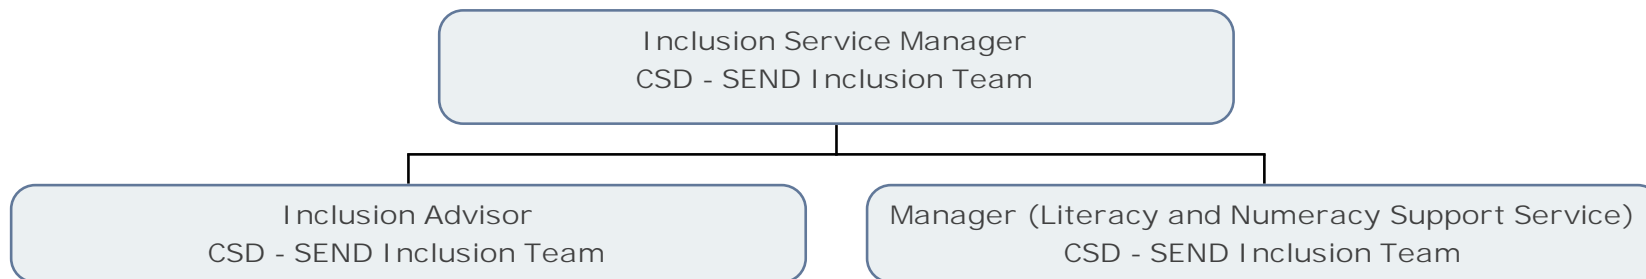 Inclusion Service Manager
CSD - SEND Inclusion Team
Inclusion Advisor
CSD - SEND Inclusion Team
Manager (Literacy and Numeracy Support Service)
CSD - SEND Inclusion Team